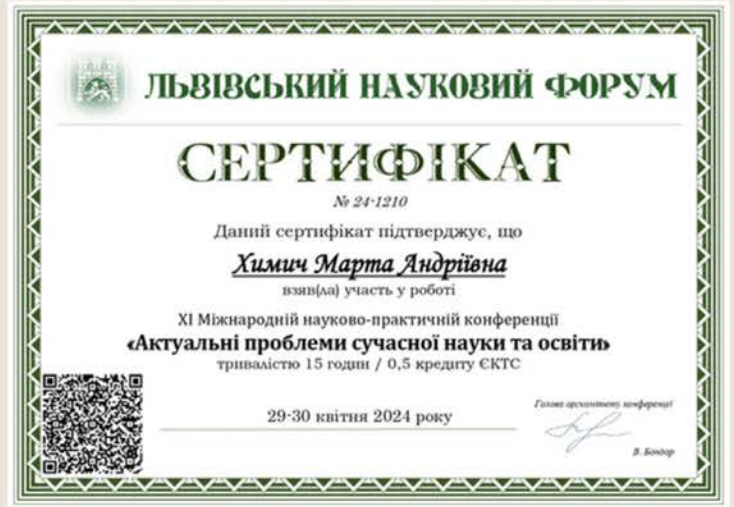 ЛЬВІВСЬКИЙ НАУКОВИЙ ФОРУМ
СЕРТИФІКАТ
№ 24-1210
Даний сертифікат підтверджує, що
Химич Марта Андріївна
взяв(ла) участь у роботі
XI Міжнародній науково-практичній конференції
«Актуальні проблеми сучасної науки та освіти»
тривалістю 15 годин / 0,5 кредиту ЄКТС
29-30 квітня 2024 року
Голова оргкомітету конференції
В. Бондар